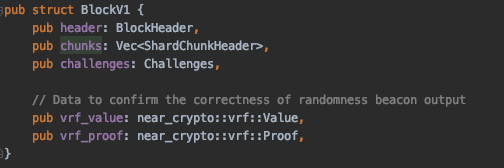 pub struct BlockV1 {
    pub header: BlockHeader,
    pub chunks: Vec<ShardChunkHeader>,
    pub challenges: Challenges,

    // Data to confirm the correctness of randomness beacon output
    pub vrf_value: near_crypto::vrf::Value,
    pub vrf_proof: near_crypto::vrf::Proof,
}